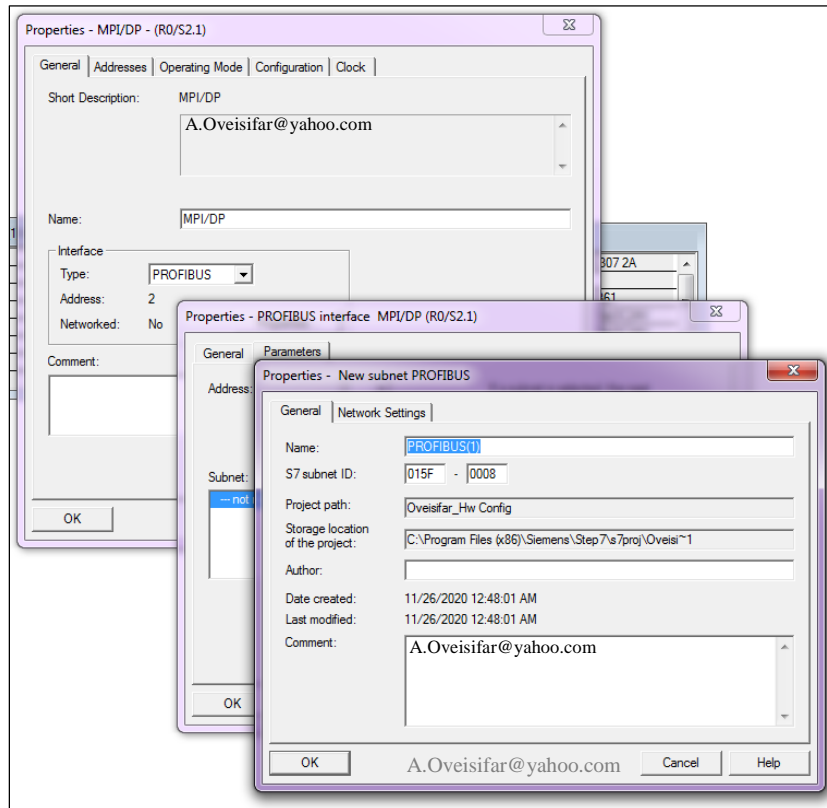 Properties - MPI/DP - (R0/S2.1)
General Addresses Operating Mode Configuration Clock
Short Description: MPI/DP
A.Oveisifar@yahoo.com
Name: MPI/DP
Interface
Type: PROFIBUS
Address: 2
Networked: No
Comment:
OK
307 2A
Properties - PROFIBUS interface MPI/DP (R0/S2.1)
General Parameters
Address:
Subnet:
--- not
OK
Properties - New subnet PROFIBUS
General Network Settings
Name: PROFIBUS(1)
S7 subnet ID: 015F - 0008
Project path: Oveisifar_Hw Config
Storage location
of the project: C:\Program Files (x86)\Siemens\Step7\s7proj\Oveisi~1
Author:
Date created: 11/26/2020 12:48:01 AM
Last modified: 11/26/2020 12:48:01 AM
Comment: A.Oveisifar@yahoo.com
OK A.Oveisifar@yahoo.com Cancel Help